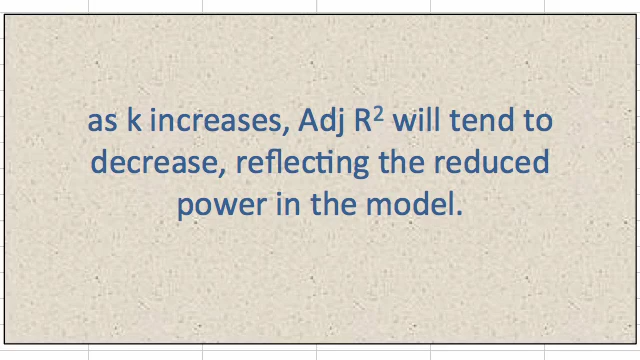 as k increases, Adj R² will tend to
decrease, reflecting the reduced
power in the model.